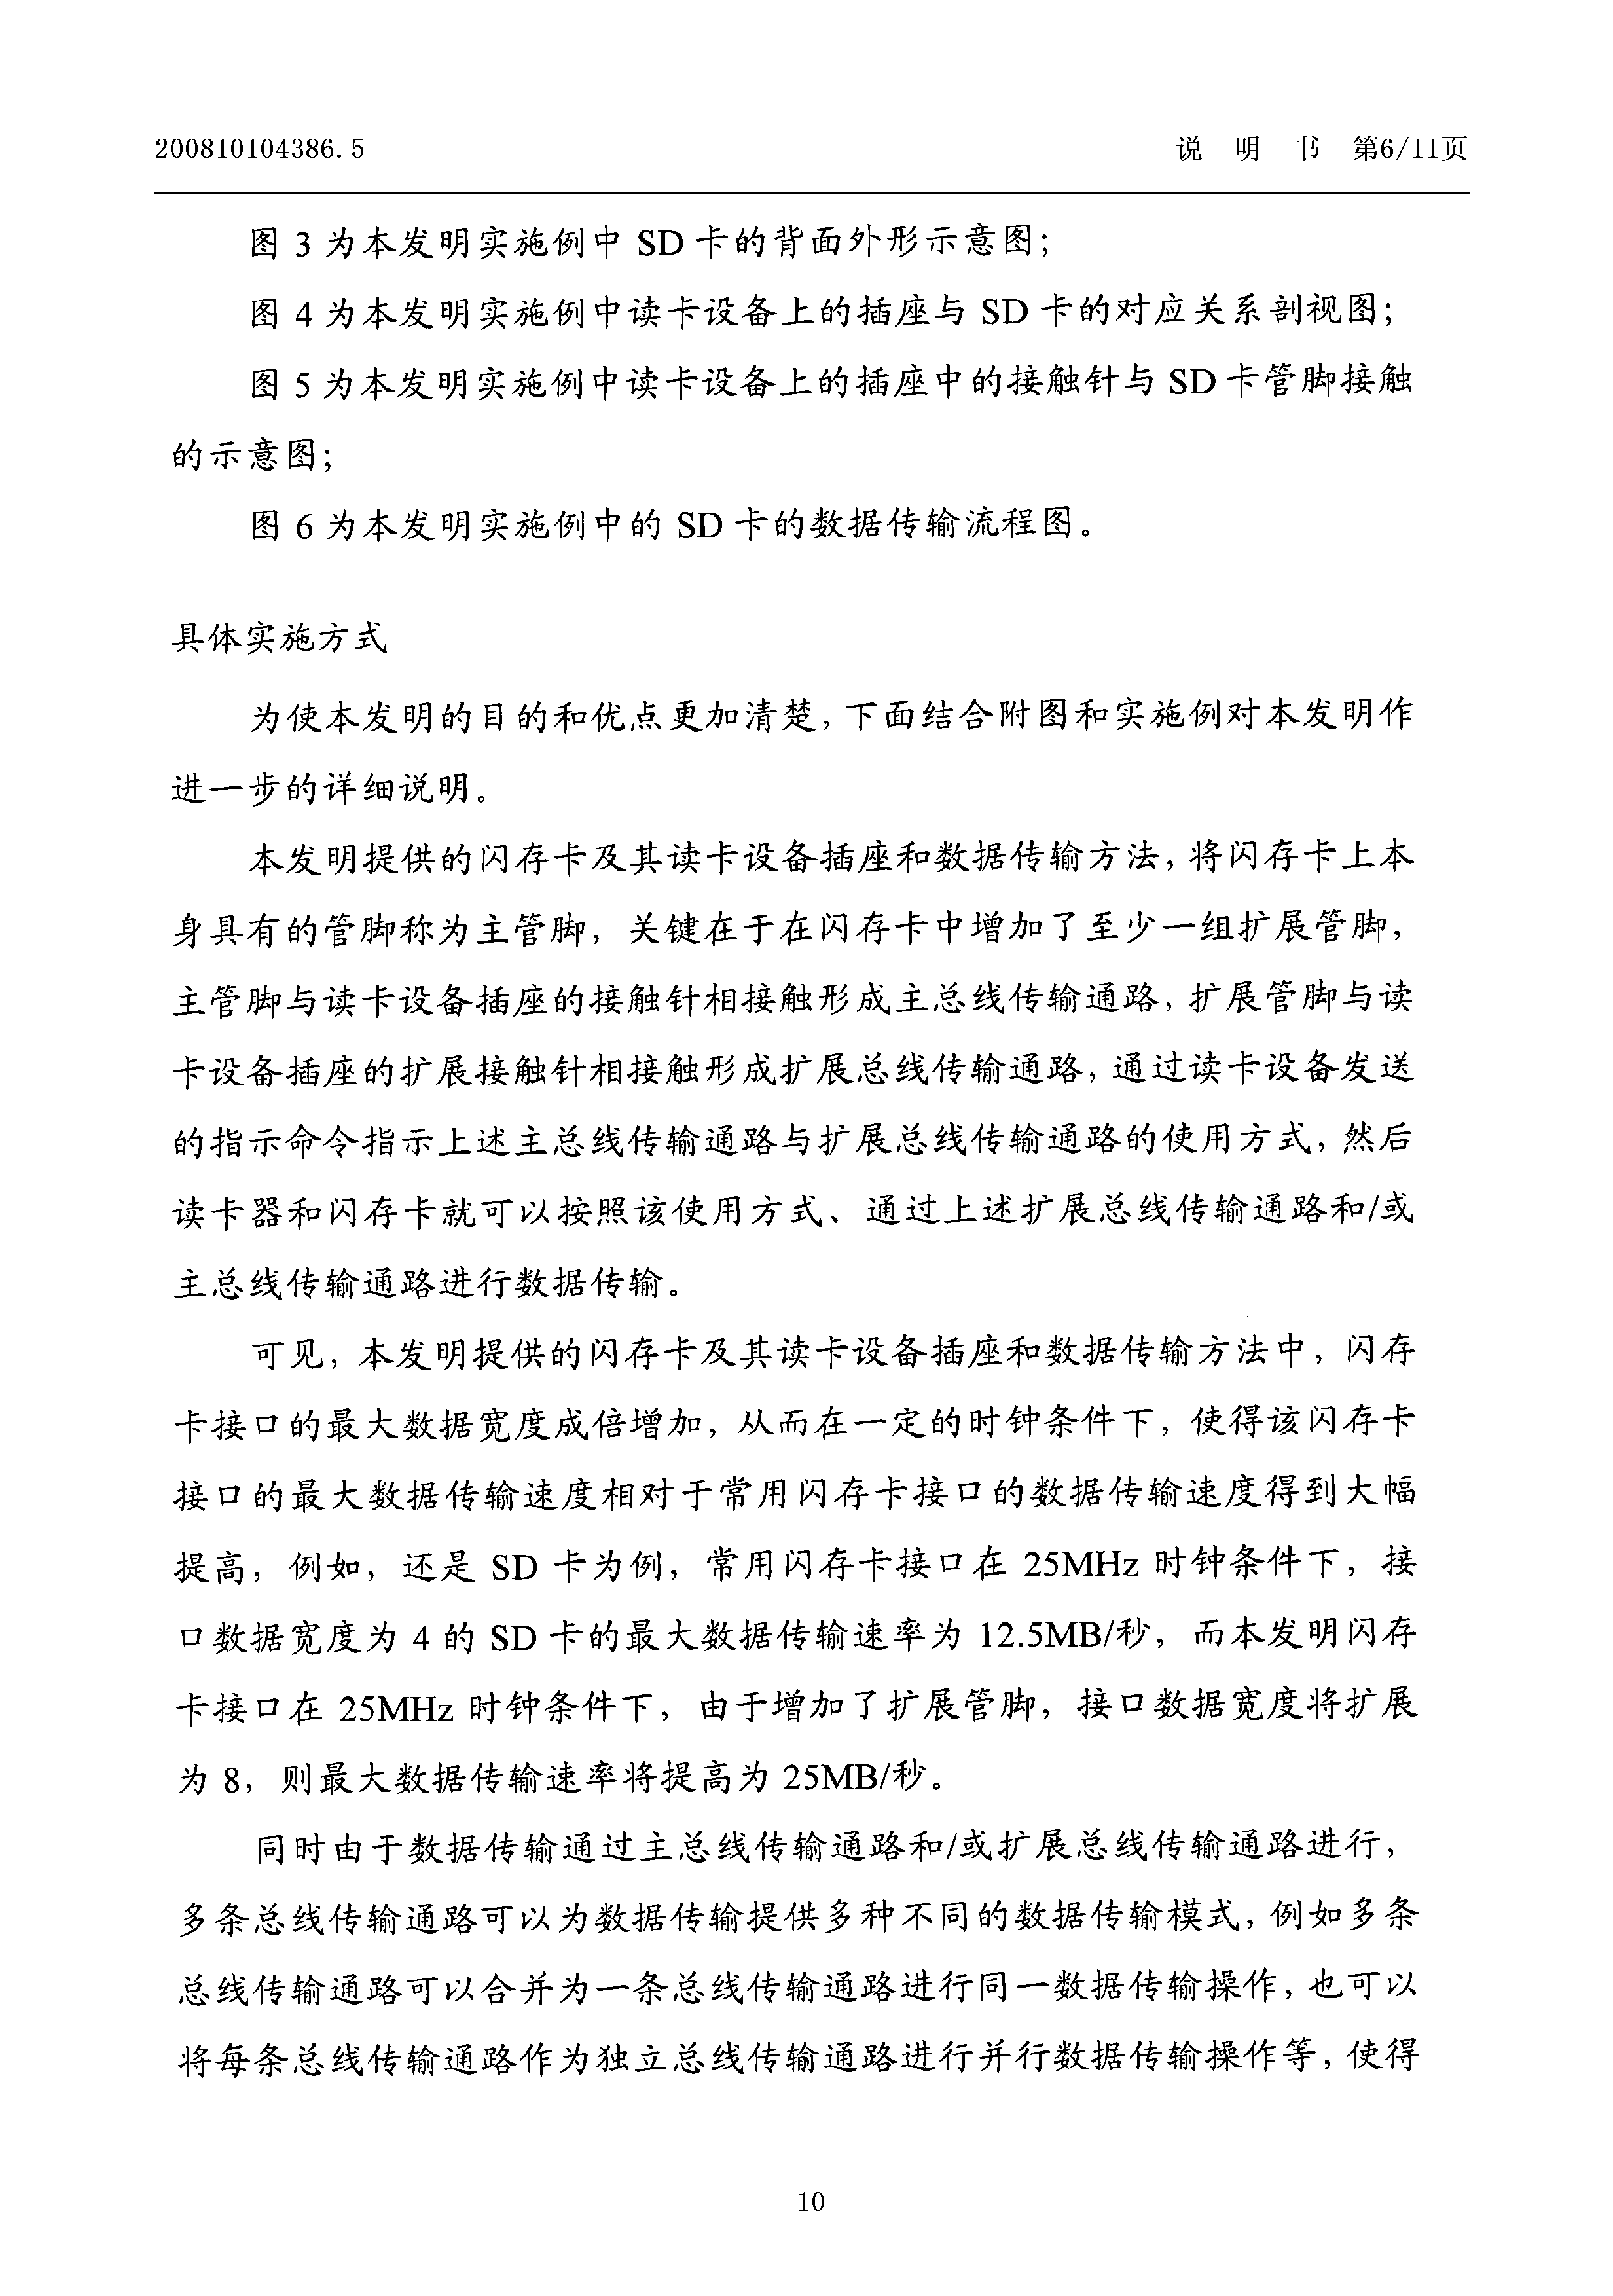 200810104386.5 说 明 书 第6/11页
图 3 为本发明实施例中 SD 卡的背面外形示意图；
图 4 为本发明实施例中读卡设备上的插座与 SD 卡的对应关系剖视图；
图 5 为本发明实施例中读卡设备上的插座中的接触针与 SD 卡管脚接触
的示意图；
图 6 为本发明实施例中的 SD 卡的数据传输流程图。
具体实施方式
为使本发明的目的和优点更加清楚，下面结合附图和实施例对本发明作
进一步的详细说明。
本发明提供的闪存卡及其读卡设备插座和数据传输方法，将闪存卡上本
身具有的管脚称为主管脚，关键在于在闪存卡中增加了至少一组扩展管脚，
主管脚与读卡设备插座的接触针相接触形成主总线传输通路，扩展管脚与读
卡设备插座的扩展接触针相接触形成扩展总线传输通路，通过读卡设备发送
的指示命令指示上述主总线传输通路与扩展总线传输通路的使用方式，然后
读卡器和闪存卡就可以按照该使用方式、通过上述扩展总线传输通路和/或
主总线传输通路进行数据传输。
可见，本发明提供的闪存卡及其读卡设备插座和数据传输方法中，闪存
卡接口的最大数据宽度成倍增加，从而在一定的时钟条件下，使得该闪存卡
接口的最大数据传输速度相对于常用闪存卡接口的数据传输速度得到大幅
提高，例如，还是 SD 卡为例，常用闪存卡接口在 25MHz 时钟条件下，接
口数据宽度为 4 的 SD 卡的最大数据传输速率为 12.5MB/秒，而本发明闪存
卡接口在 25MHz 时钟条件下，由于增加了扩展管脚，接口数据宽度将扩展
为 8，则最大数据传输速率将提高为 25MB/秒。
同时由于数据传输通过主总线传输通路和/或扩展总线传输通路进行，
多条总线传输通路可以为数据传输提供多种不同的数据传输模式，例如多条
总线传输通路可以合并为一条总线传输通路进行同一数据传输操作，也可以
将每条总线传输通路作为独立总线传输通路进行并行数据传输操作等，使得
10